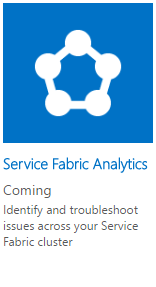 Service Fabric Analytics
Coming
Identify and troubleshoot
issues across your Service
Fabric cluster